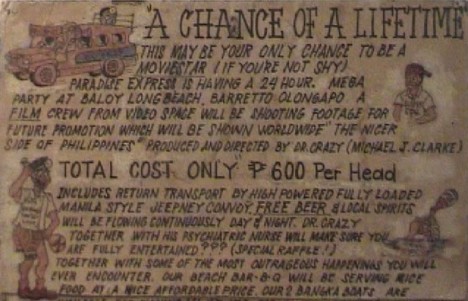 "A CHANCE OF A LIFETIME
THIS MAY BE YOUR ONLY CHANCE TO BE A
MOVIESTAR (IF YOU'RE NOT SHY)
PARADISE EXPRESS IS HAVING A 24 HOUR. MEGA
PARTY AT BALOY LONG BEACH, BARRETTO OLONGAPO A
FILM CREW FROM VIDEO SPACE WILL BE SHOOTING FOOTAGE FOR
FUTURE PROMOTION WHICH WILL BE SHOWN WORLDWIDE" THE NICER
SIDE OF PHILIPPINES" PRODUCED AND DIRECTED BY DR.CRAZY (MICHAEL J. CLARKE)
TOTAL COST ONLY" ₱ 600 Per Head
INCLUDES RETURN TRANSPORT BY HIGH POWERED FULLY LOADED
MANILA STYLE JEEPNEY CONVOY, FREE BEER & LOCAL SPIRITS
WILL BE FLOWING CONTINUOUSLY DAY & NIGHT. DR.CRAZY
TOGETHER WITH HIS PSYCHIATRIC NURSE WILL MAKE SURE YOU
ARE FULLY ENTERTAINED ??? (SPECIAL RAFFLE)
TOGETHER WITH SOME OF THE MOST OUTRAGEOUS HAPPENINGS YOU WILL
EVER ENCOUNTER. OUR BEACH BAR-B-Q WILL BE SERVING NICE
FOOD AT A NICE AFFORDABLE PRICE. OUR 2 BANGKA BOATS ARE